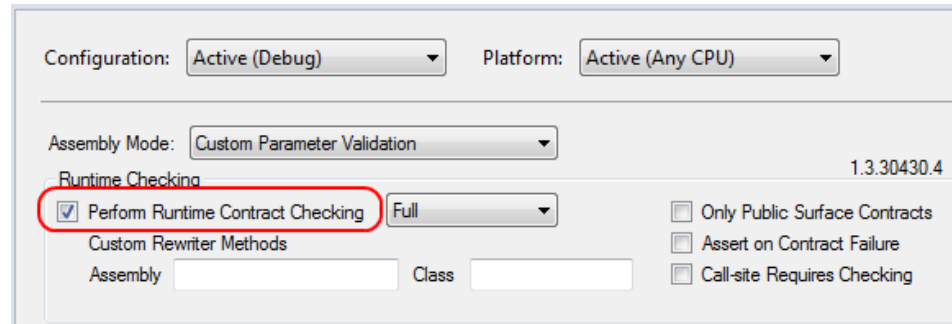 Configuration: Active (Debug) Platform: Active (Any CPU)
Assembly Mode: Custom Parameter Validation
1.3.30430.4
Runtime Checking
Perform Runtime Contract Checking Full Only Public Surface Contracts
Custom Rewriter Methods Assert on Contract Failure
Assembly Class Call-site Requires Checking